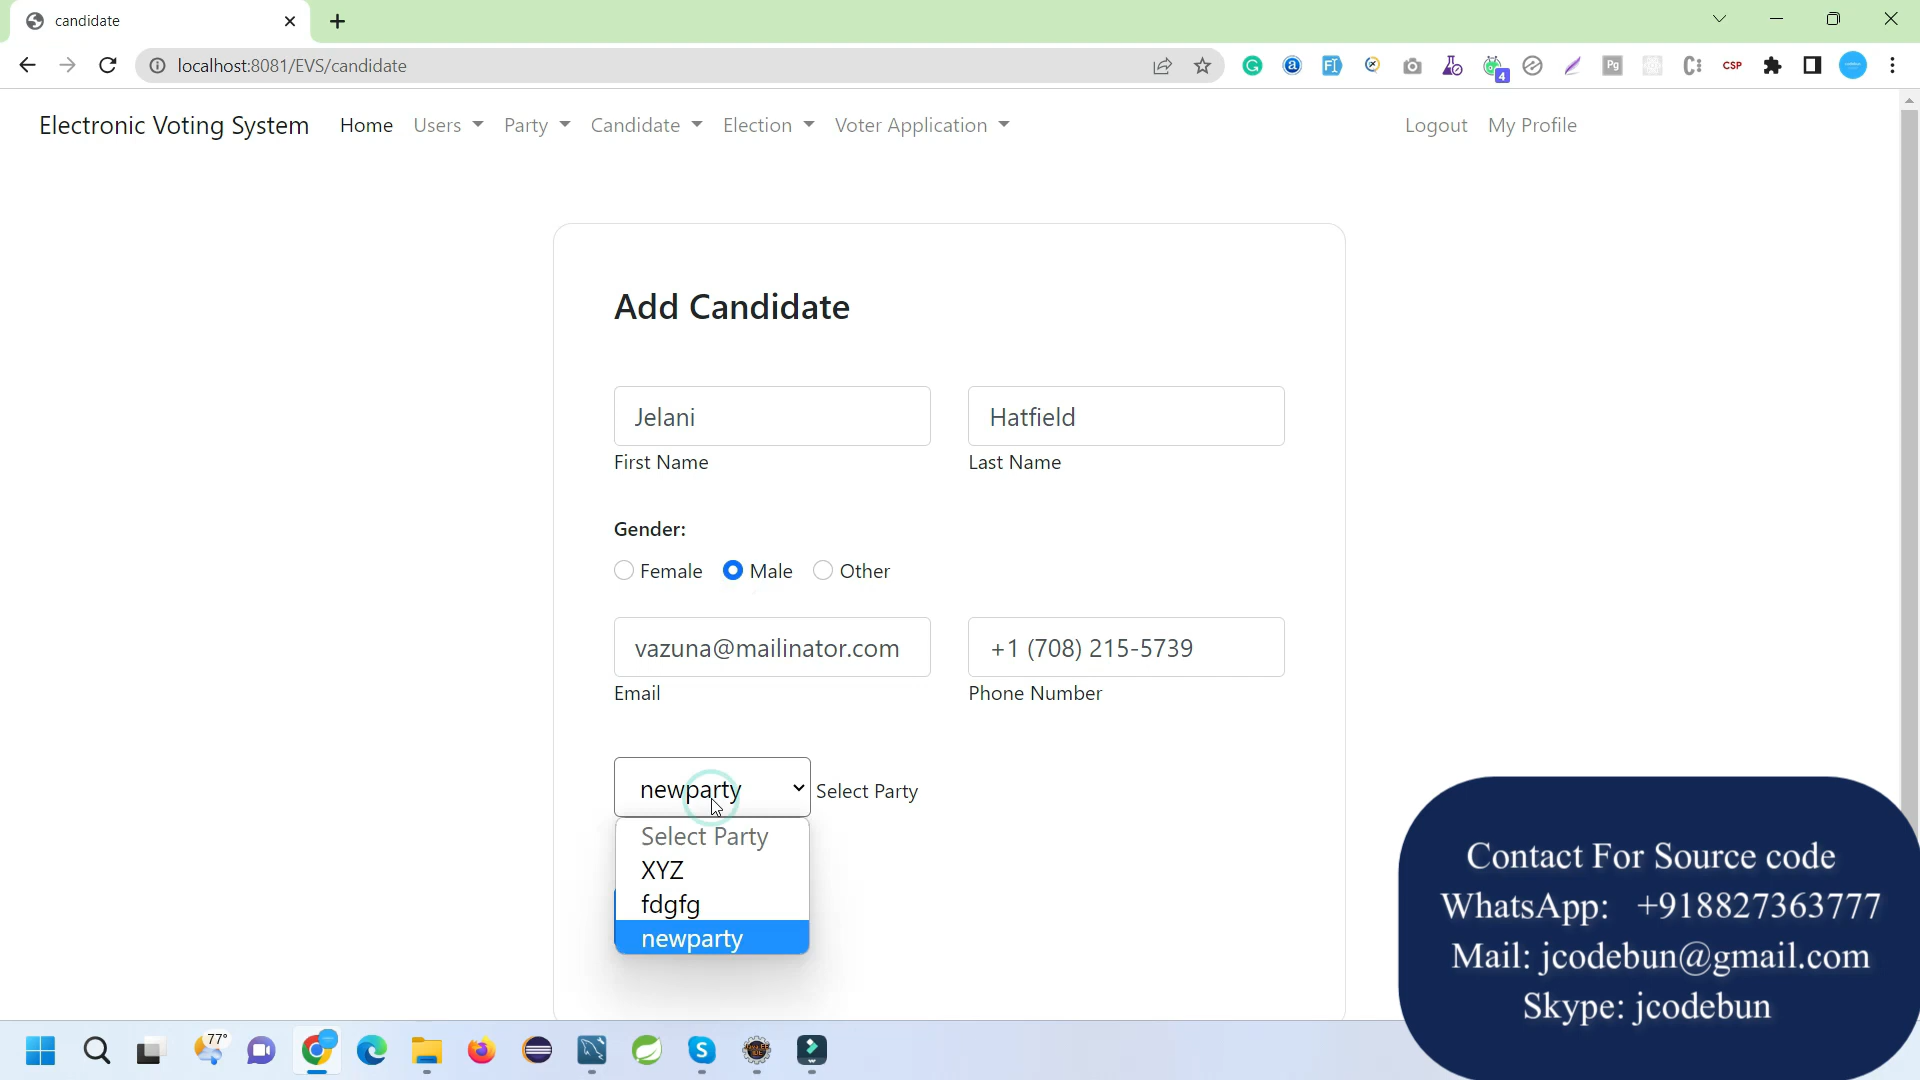 candidate
localhost:8081/EVS/candidate
4
Pg
CSP
Electronic Voting System Home Users Party Candidate Election Voter Application Logout My Profile
Add Candidate
Jelani Hatfield
First Name Last Name
Gender:
Female Male Other
vazuna@mailinator.com +1 (708) 215-5739
Email Phone Number
newparty Select Party
Select Party
XYZ
fdgfg
newparty
Contact For Source code
WhatsApp: +918827363777
Mail: jcodebun@gmail.com
Skype: jcodebun
77°